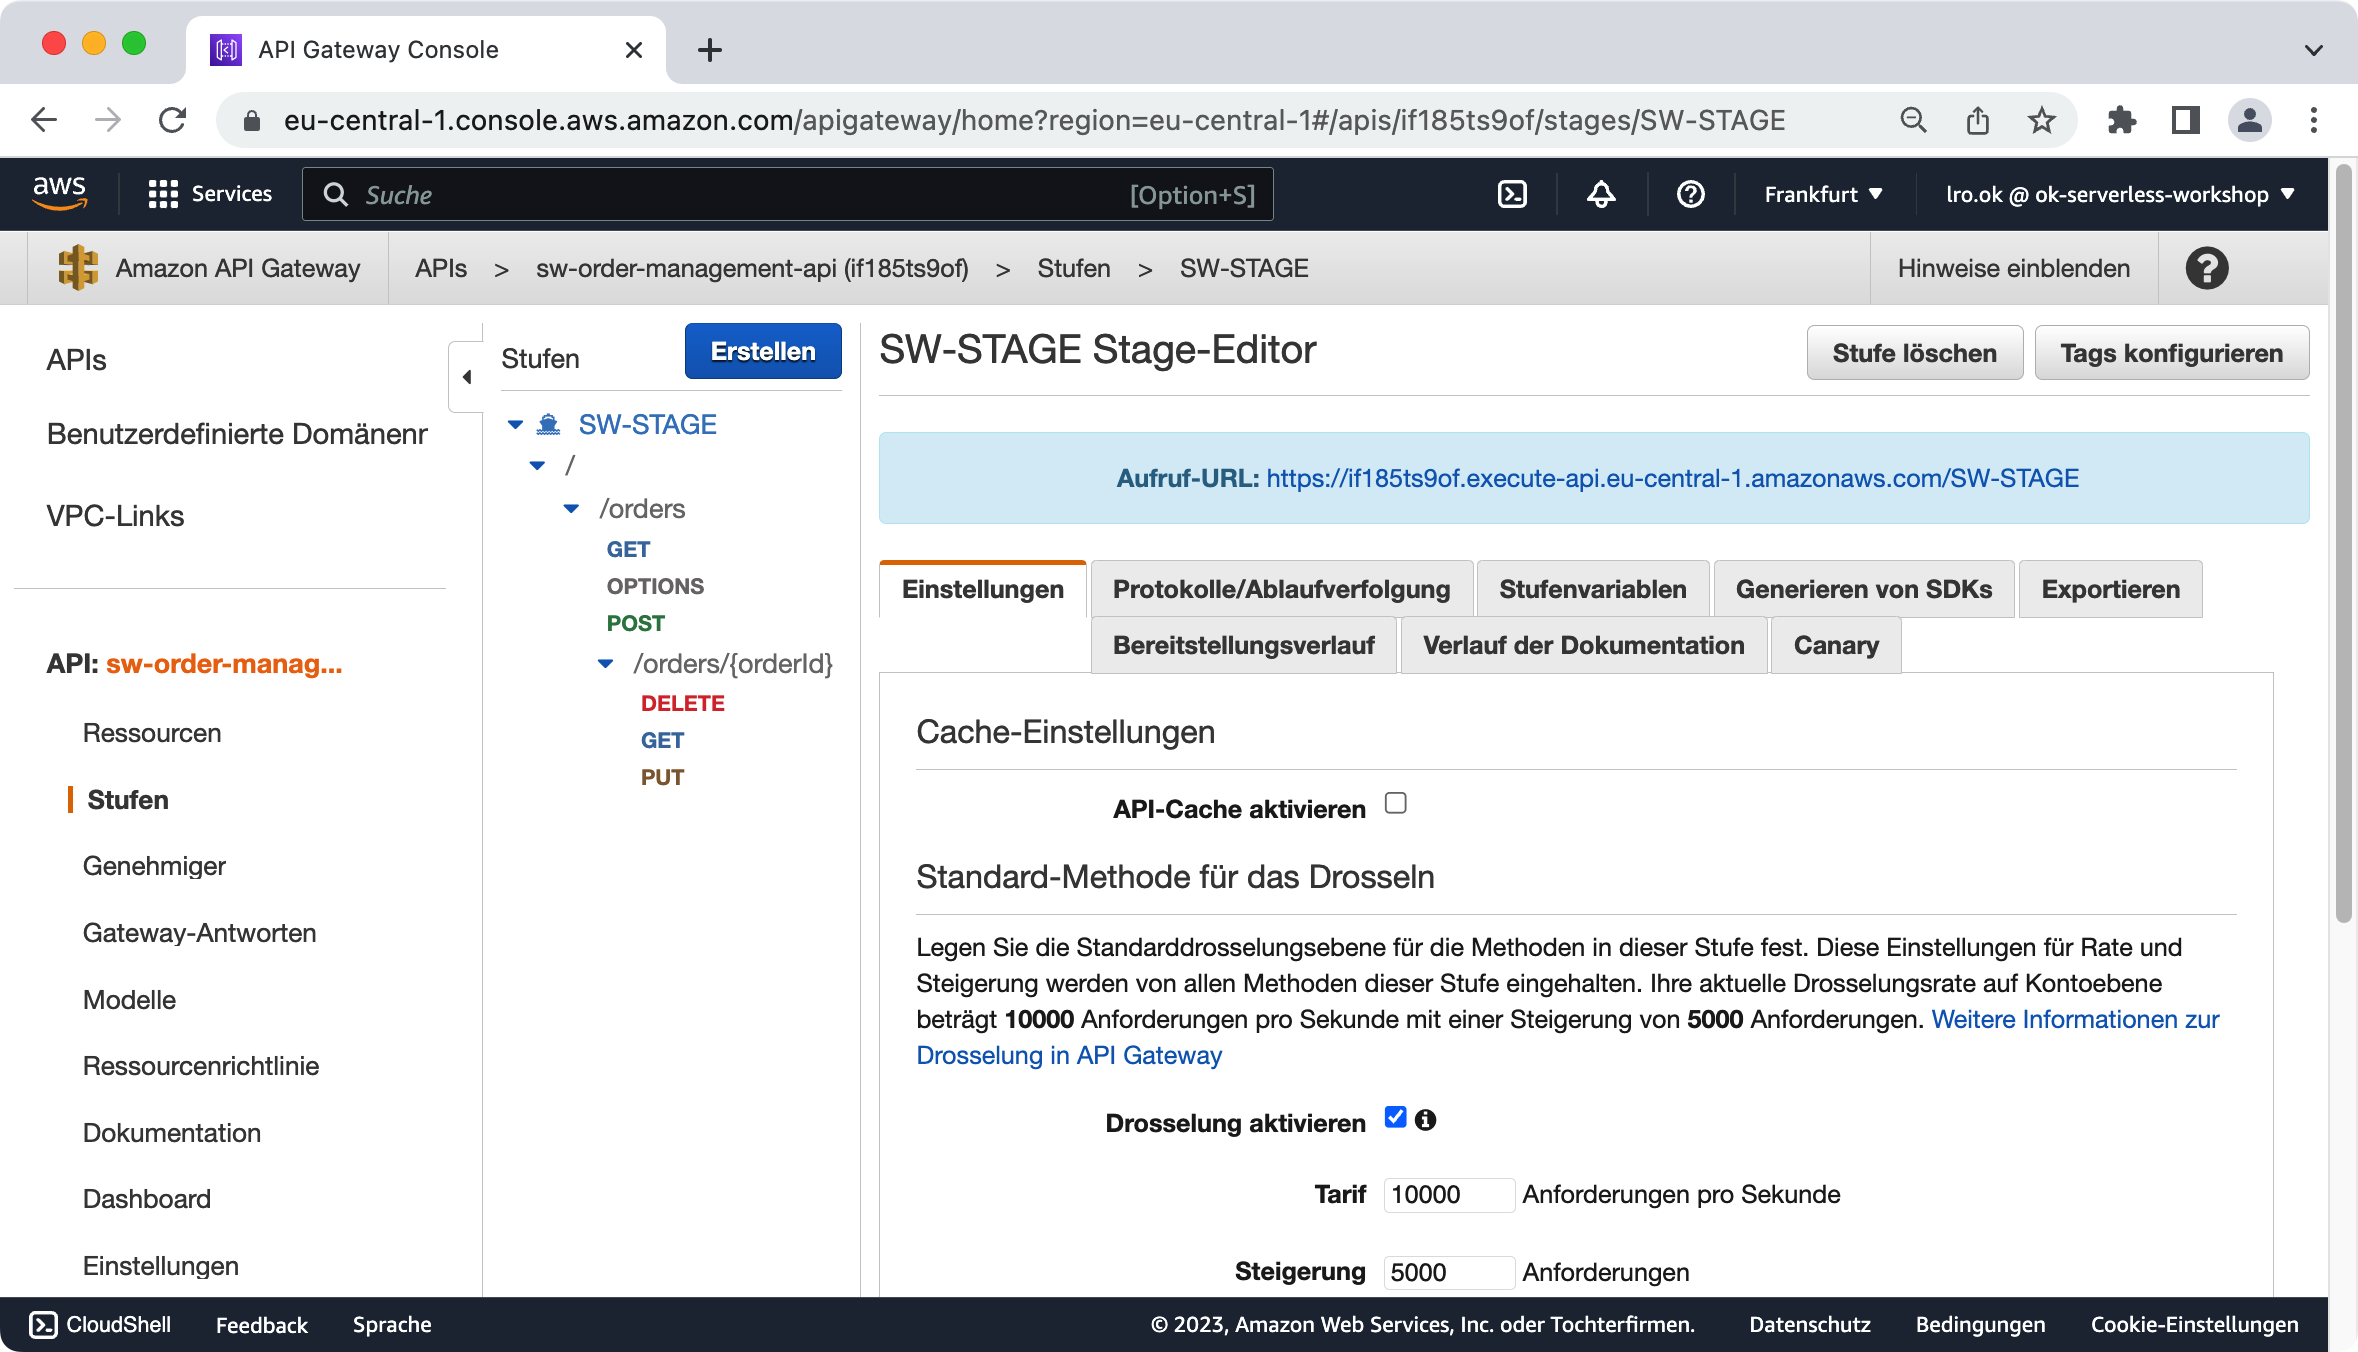 API Gateway Console
eu-central-1.console.aws.amazon.com/apigateway/home?region=eu-central-1#/apis/if185ts9of/stages/SW-STAGE
aws
Services
Suche
[Option+S]
Frankfurt
lro.ok @ ok-serverless-workshop
Amazon API Gateway
APIs > sw-order-management-api (if185ts9of) > Stufen > SW-STAGE
Hinweise einblenden
APIs
Benutzerdefinierte Domänenr
VPC-Links
API: sw-order-manag...
Ressourcen
Stufen
Genehmiger
Gateway-Antworten
Modelle
Ressourcenrichtlinie
Dokumentation
Dashboard
Einstellungen
Stufen
Erstellen
SW-STAGE
/
/orders
GET
OPTIONS
POST
/orders/{orderId}
DELETE
GET
PUT
SW-STAGE Stage-Editor
Stufe löschen
Tags konfigurieren
Aufruf-URL: https://if185ts9of.execute-api.eu-central-1.amazonaws.com/SW-STAGE
Einstellungen
Protokolle/Ablaufverfolgung
Stufenvariablen
Generieren von SDKs
Exportieren
Bereitstellungsverlauf
Verlauf der Dokumentation
Canary
Cache-Einstellungen
API-Cache aktivieren
Standard-Methode für das Drosseln
Legen Sie die Standarddrosselungsebene für die Methoden in dieser Stufe fest. Diese Einstellungen für Rate und
Steigerung werden von allen Methoden dieser Stufe eingehalten. Ihre aktuelle Drosselungsrate auf Kontoebene
beträgt 10000 Anforderungen pro Sekunde mit einer Steigerung von 5000 Anforderungen. Weitere Informationen zur
Drosselung in API Gateway
Drosselung aktivieren
Tarif 10000 Anforderungen pro Sekunde
Steigerung 5000 Anforderungen
CloudShell
Feedback
Sprache
© 2023, Amazon Web Services, Inc. oder Tochterfirmen.
Datenschutz
Bedingungen
Cookie-Einstellungen